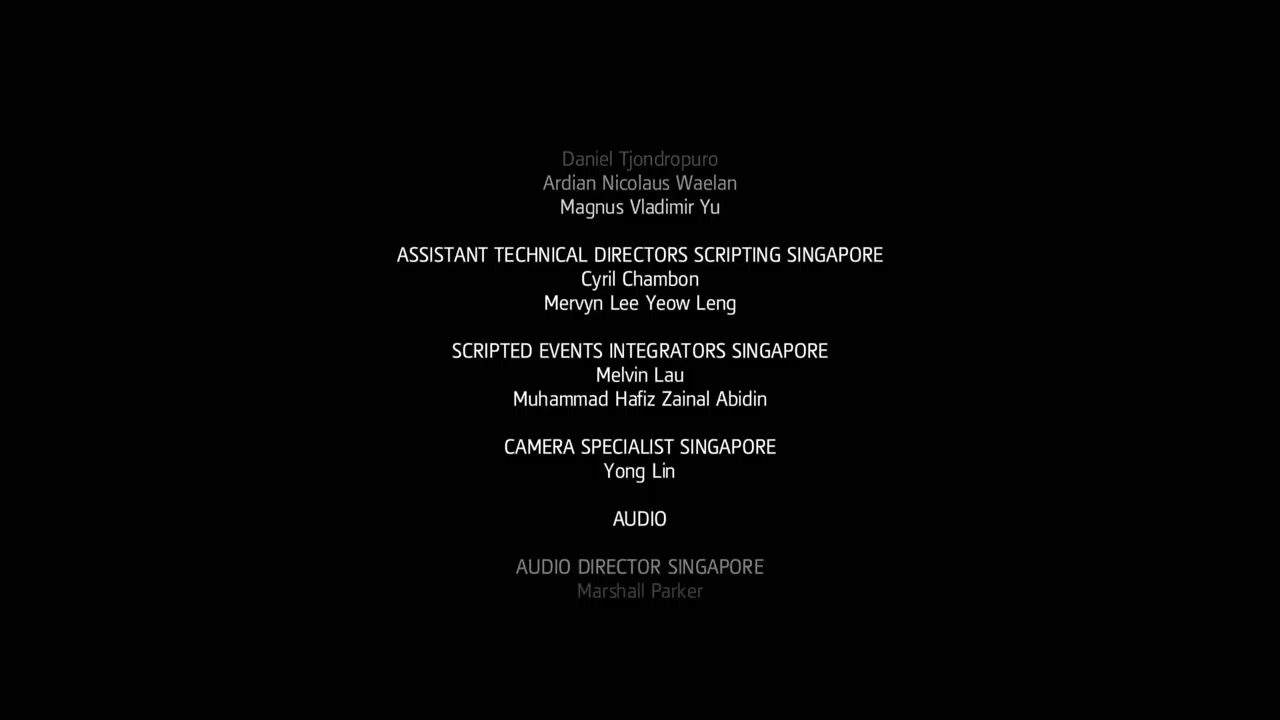 Daniel Tjondropuro
Ardian Nicolaus Waelan
Magnus Vladimir Yu
ASSISTANT TECHNICAL DIRECTORS SCRIPTING SINGAPORE
Cyril Chambon
Mervyn Lee Yeow Leng
SCRIPTED EVENTS INTEGRATORS SINGAPORE
Melvin Lau
Muhammad Hafiz Zainal Abidin
CAMERA SPECIALIST SINGAPORE
Yong Lin
AUDIO
AUDIO DIRECTOR SINGAPORE
Marshall Parker